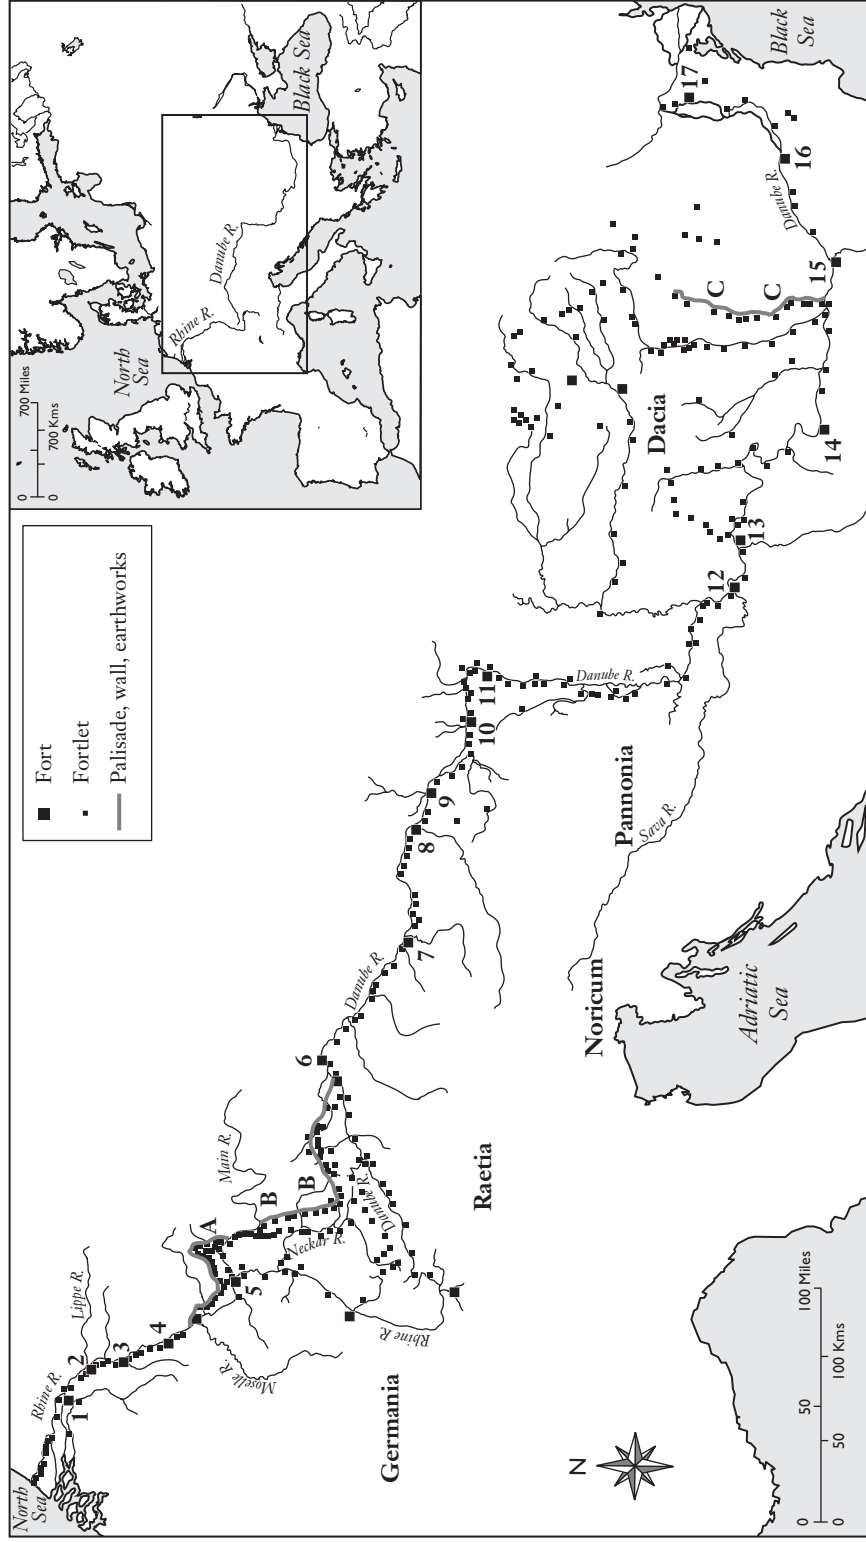 North
Sea
Rhine R.
Lippe R.
1
2
3
4
5
A
B
B
Main R.
Neckar R.
Moselle R.
Rhine R.
Danube R.
Germania
Raetia
6
Danube R.
7
8
9
10
11
Danube R.
Noricum
Pannonia
Sava R.
Adriatic
Sea
12
13
14
15
16
17
C
C
Dacia
Danube R.
Black
Sea
N
0
50
100 Miles
0
50
100 Kms
Fort
Fortlet
Palisade, wall, earthworks
0
700 Miles
0
700 Kms
North
Sea
Rhine R.
Danube R.
Black Sea